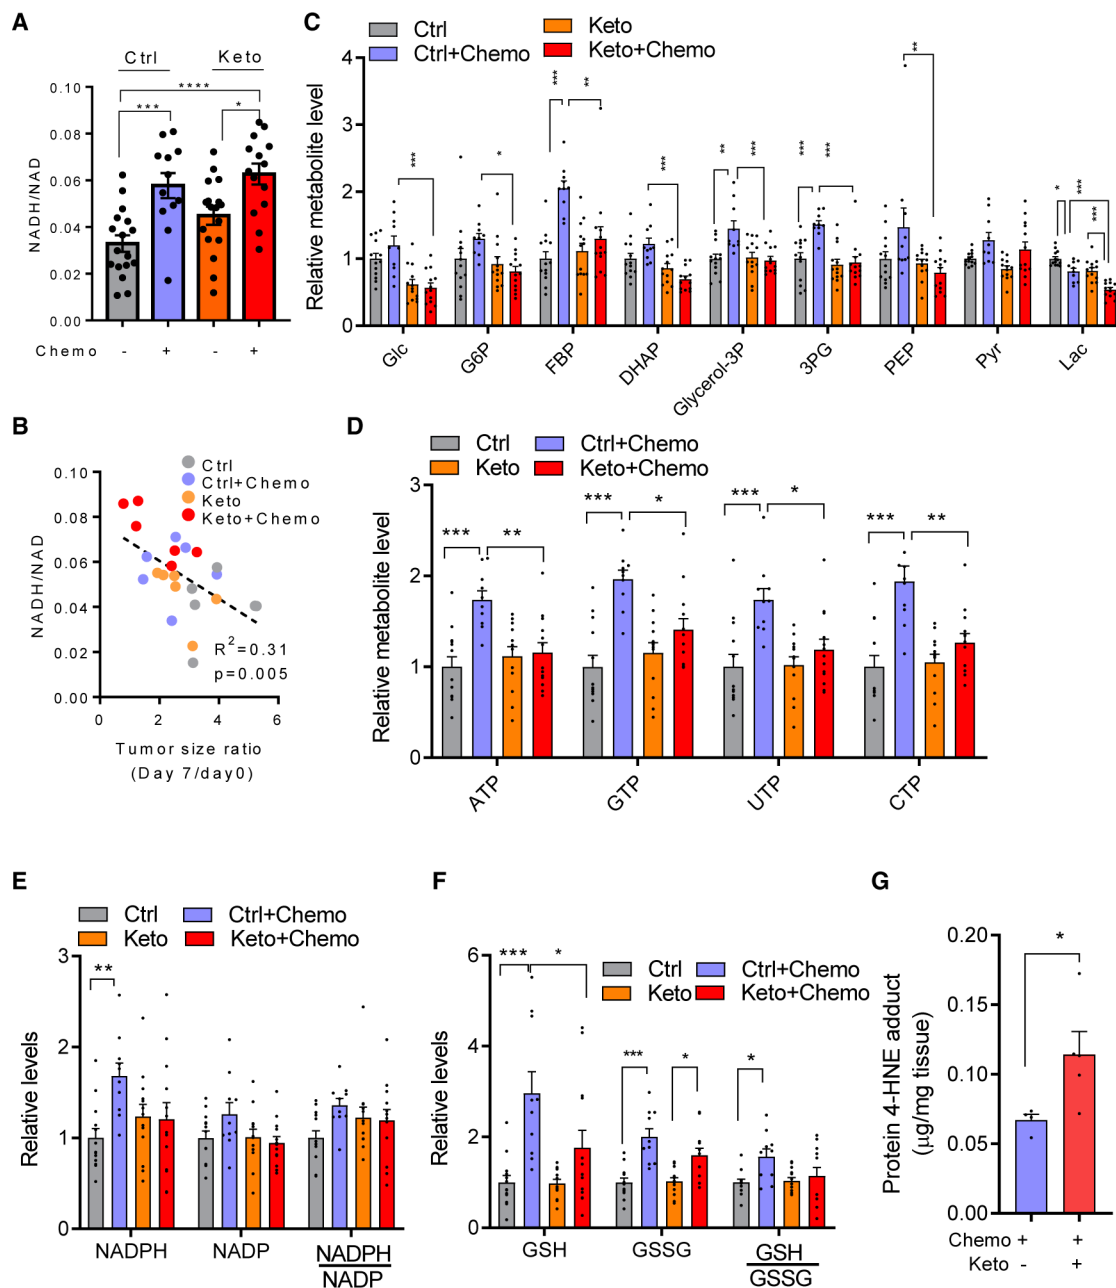 A
Ctrl Keto
****
*** *
NADH/NAD
0.10
0.08
0.06
0.04
0.02
0.00
Chemo - + - +
C
Ctrl Keto
Ctrl+Chemo Keto+Chemo
Relative metabolite level
4
3
2
1
0
*** * *** ** *** ** *** *** *** ** * *** ***
Glc G6P FBP DHAP Glycerol-3P 3PG PEP Pyr Lac
B
Ctrl
Ctrl+Chemo
Keto
Keto+Chemo
NADH/NAD
0.10
0.08
0.06
0.04
0.02
0.00
R2=0.31
p=0.005
0 2 4 6
Tumor size ratio
(Day 7/day0)
D
Ctrl Ctrl+Chemo
Keto Keto+Chemo
Relative metabolite level
3
2
1
0
*** ** *** * *** * *** **
ATP GTP UTP CTP
E
Ctrl Ctrl+Chemo
Keto Keto+Chemo
Relative levels
3
2
1
0
**
NADPH NADP NADPH
NADP
F
Ctrl Ctrl+Chemo
Keto Keto+Chemo
Relative levels
6
4
2
0
*** * *** * *
GSH GSSG GSH
GSSG
G
Protein 4-HNE adduct
(µg/mg tissue)
0.20
0.15
0.10
0.05
0.00
*
Chemo + +
Keto - +